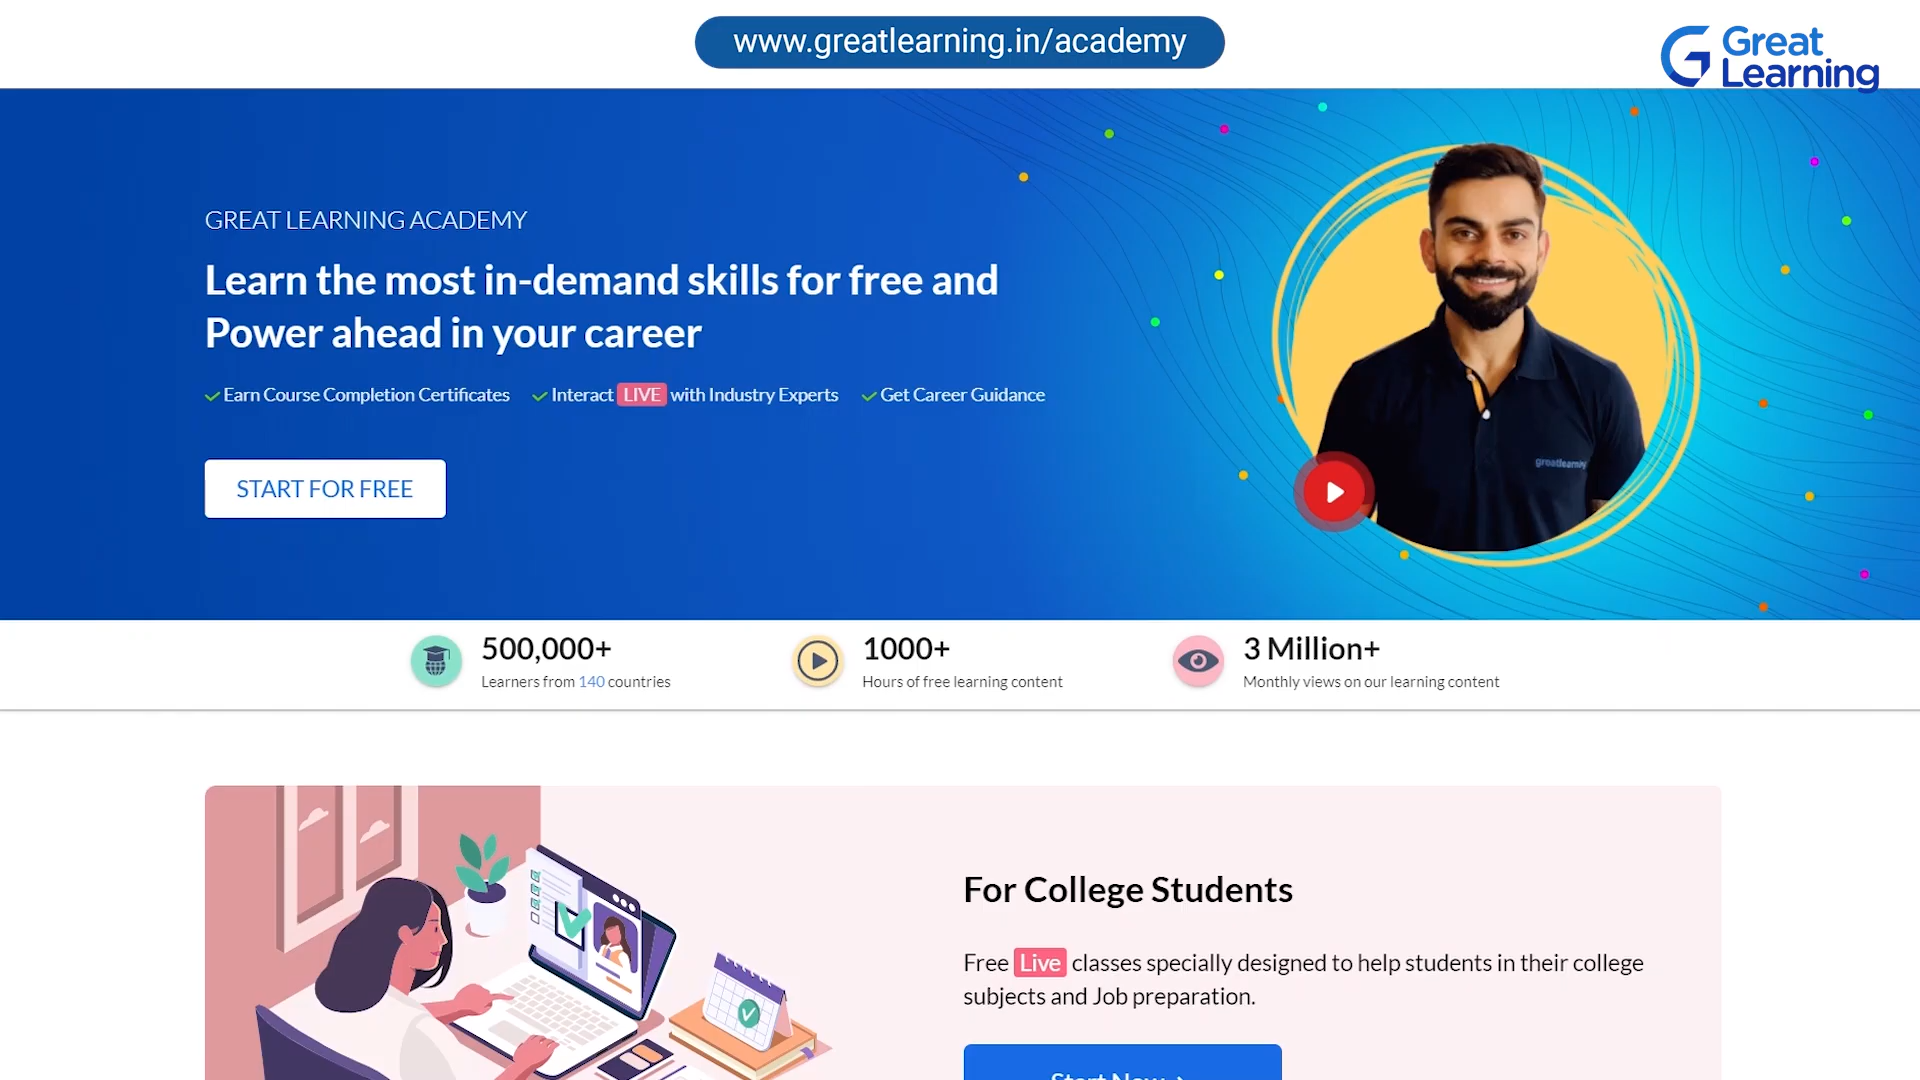 www.greatlearning.in/academy
Great
Learning
GREAT LEARNING ACADEMY
Learn the most in-demand skills for free and
Power ahead in your career
Earn Course Completion Certificates Interact LIVE with Industry Experts Get Career Guidance
greatlearning
START FOR FREE
500,000+
Learners from 140 countries
1000+
Hours of free learning content
3 Million+
Monthly views on our learning content
For College Students
Free Live classes specially designed to help students in their college
subjects and Job preparation.
Start Now